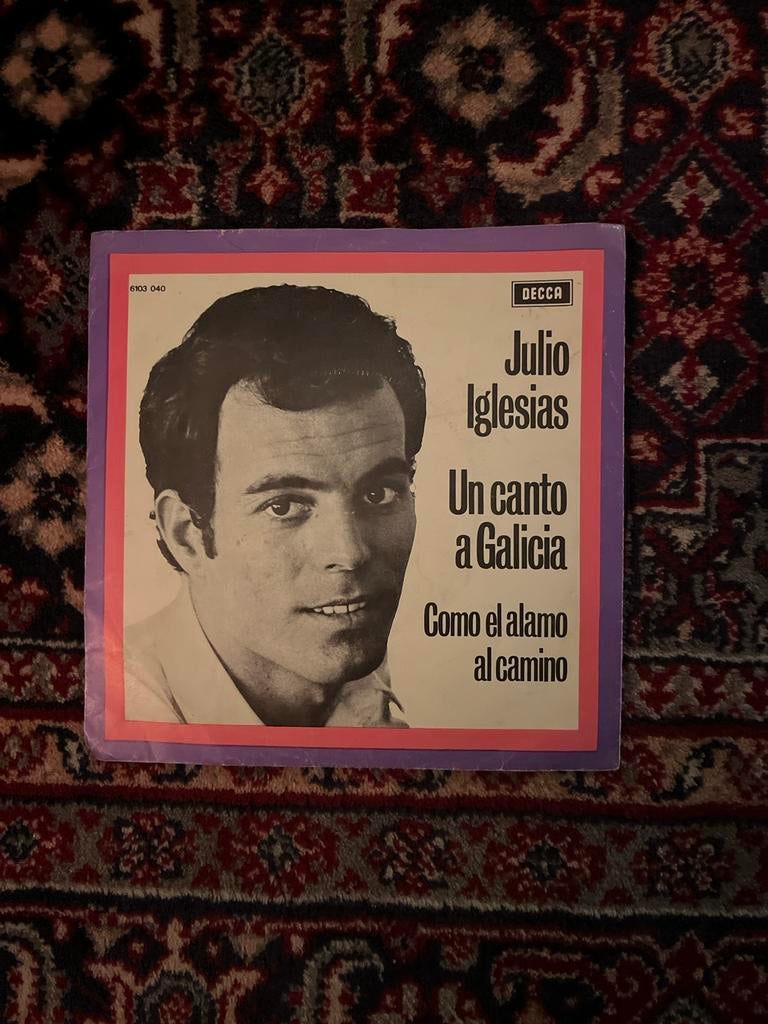 6103 040
DECCA
Julio
Iglesias
Un canto
a Galicia
Como el alamo
al camino